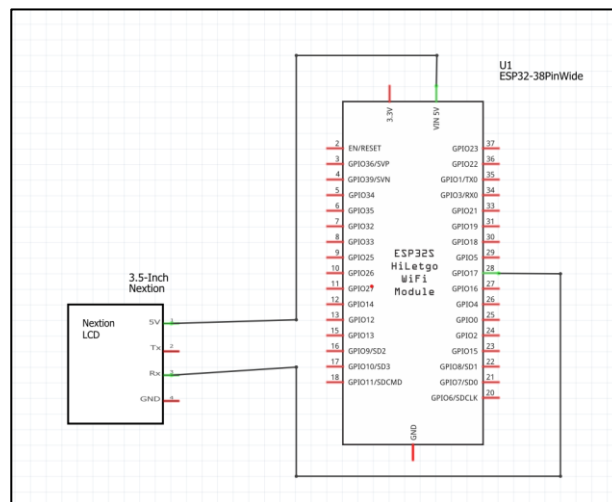 U1
ESP32-38PinWide
3.3V
VIN 5V
2 EN/RESET
3 GPIO36/SVP
4 GPIO39/SVN
5 GPIO34
6 GPIO35
7 GPIO32
8 GPIO33
9 GPIO25
10 GPIO26
11 GPIO27
12 GPIO14
13 GPIO12
15 GPIO13
16 GPIO9/SD2
17 GPIO10/SD3
18 GPIO11/SDCMD
ESP32S
HiLetgo
WiFi
Module
GPIO23 37
GPIO22 36
GPIO1/TX0 35
GPIO3/RX0 34
GPIO21 33
GPIO19 31
GPIO18 30
GPIO5 29
GPIO17 28
GPIO16 27
GPIO4 26
GPIO0 25
GPIO2 24
GPIO15 23
GPIO8/SD1 22
GPIO7/SD0 21
GPIO6/SDCLK 20
GND
3.5-Inch
Nextion
Nextion
LCD
5V 1
Tx 2
Rx 3
GND 4